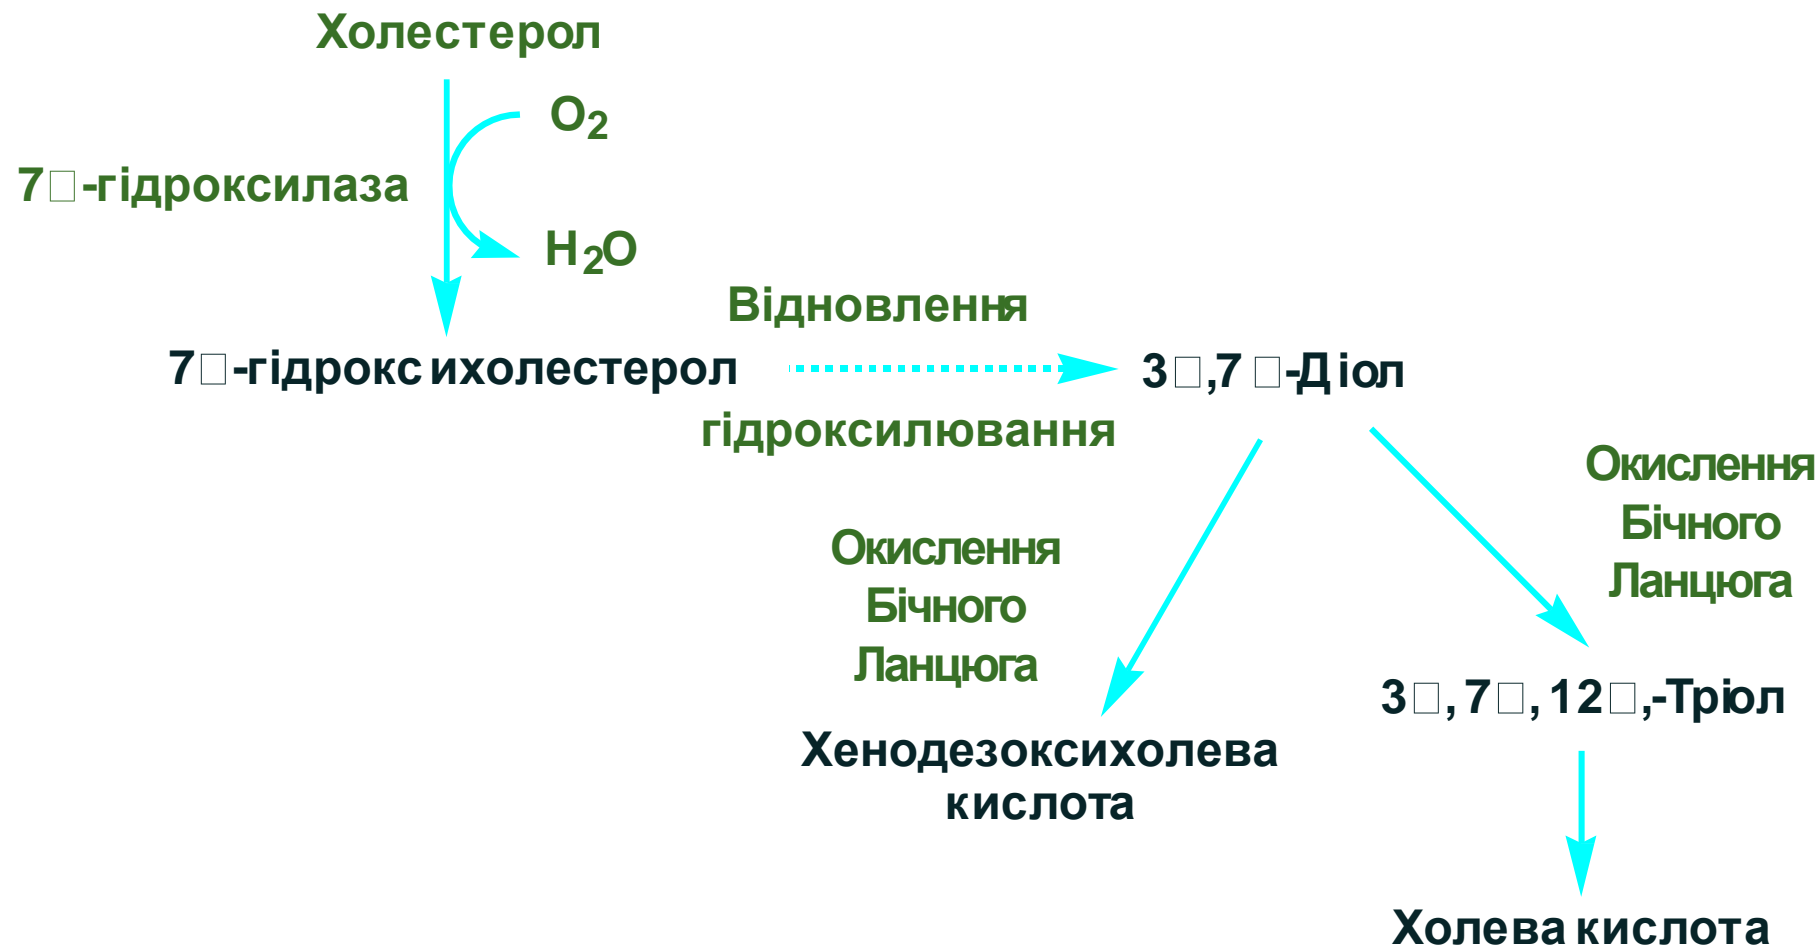 Холестерол
O2
7□-гідроксилаза
H2O
Відновлення
7□-гідроксихолестерол
3□,7□-Діол
гідроксилювання
Окислення
Бічного
Ланцюга
Окислення
Бічного
Ланцюга
3□, 7□, 12□,-Тріол
Хенодезоксихолева
кислота
Холева кислота